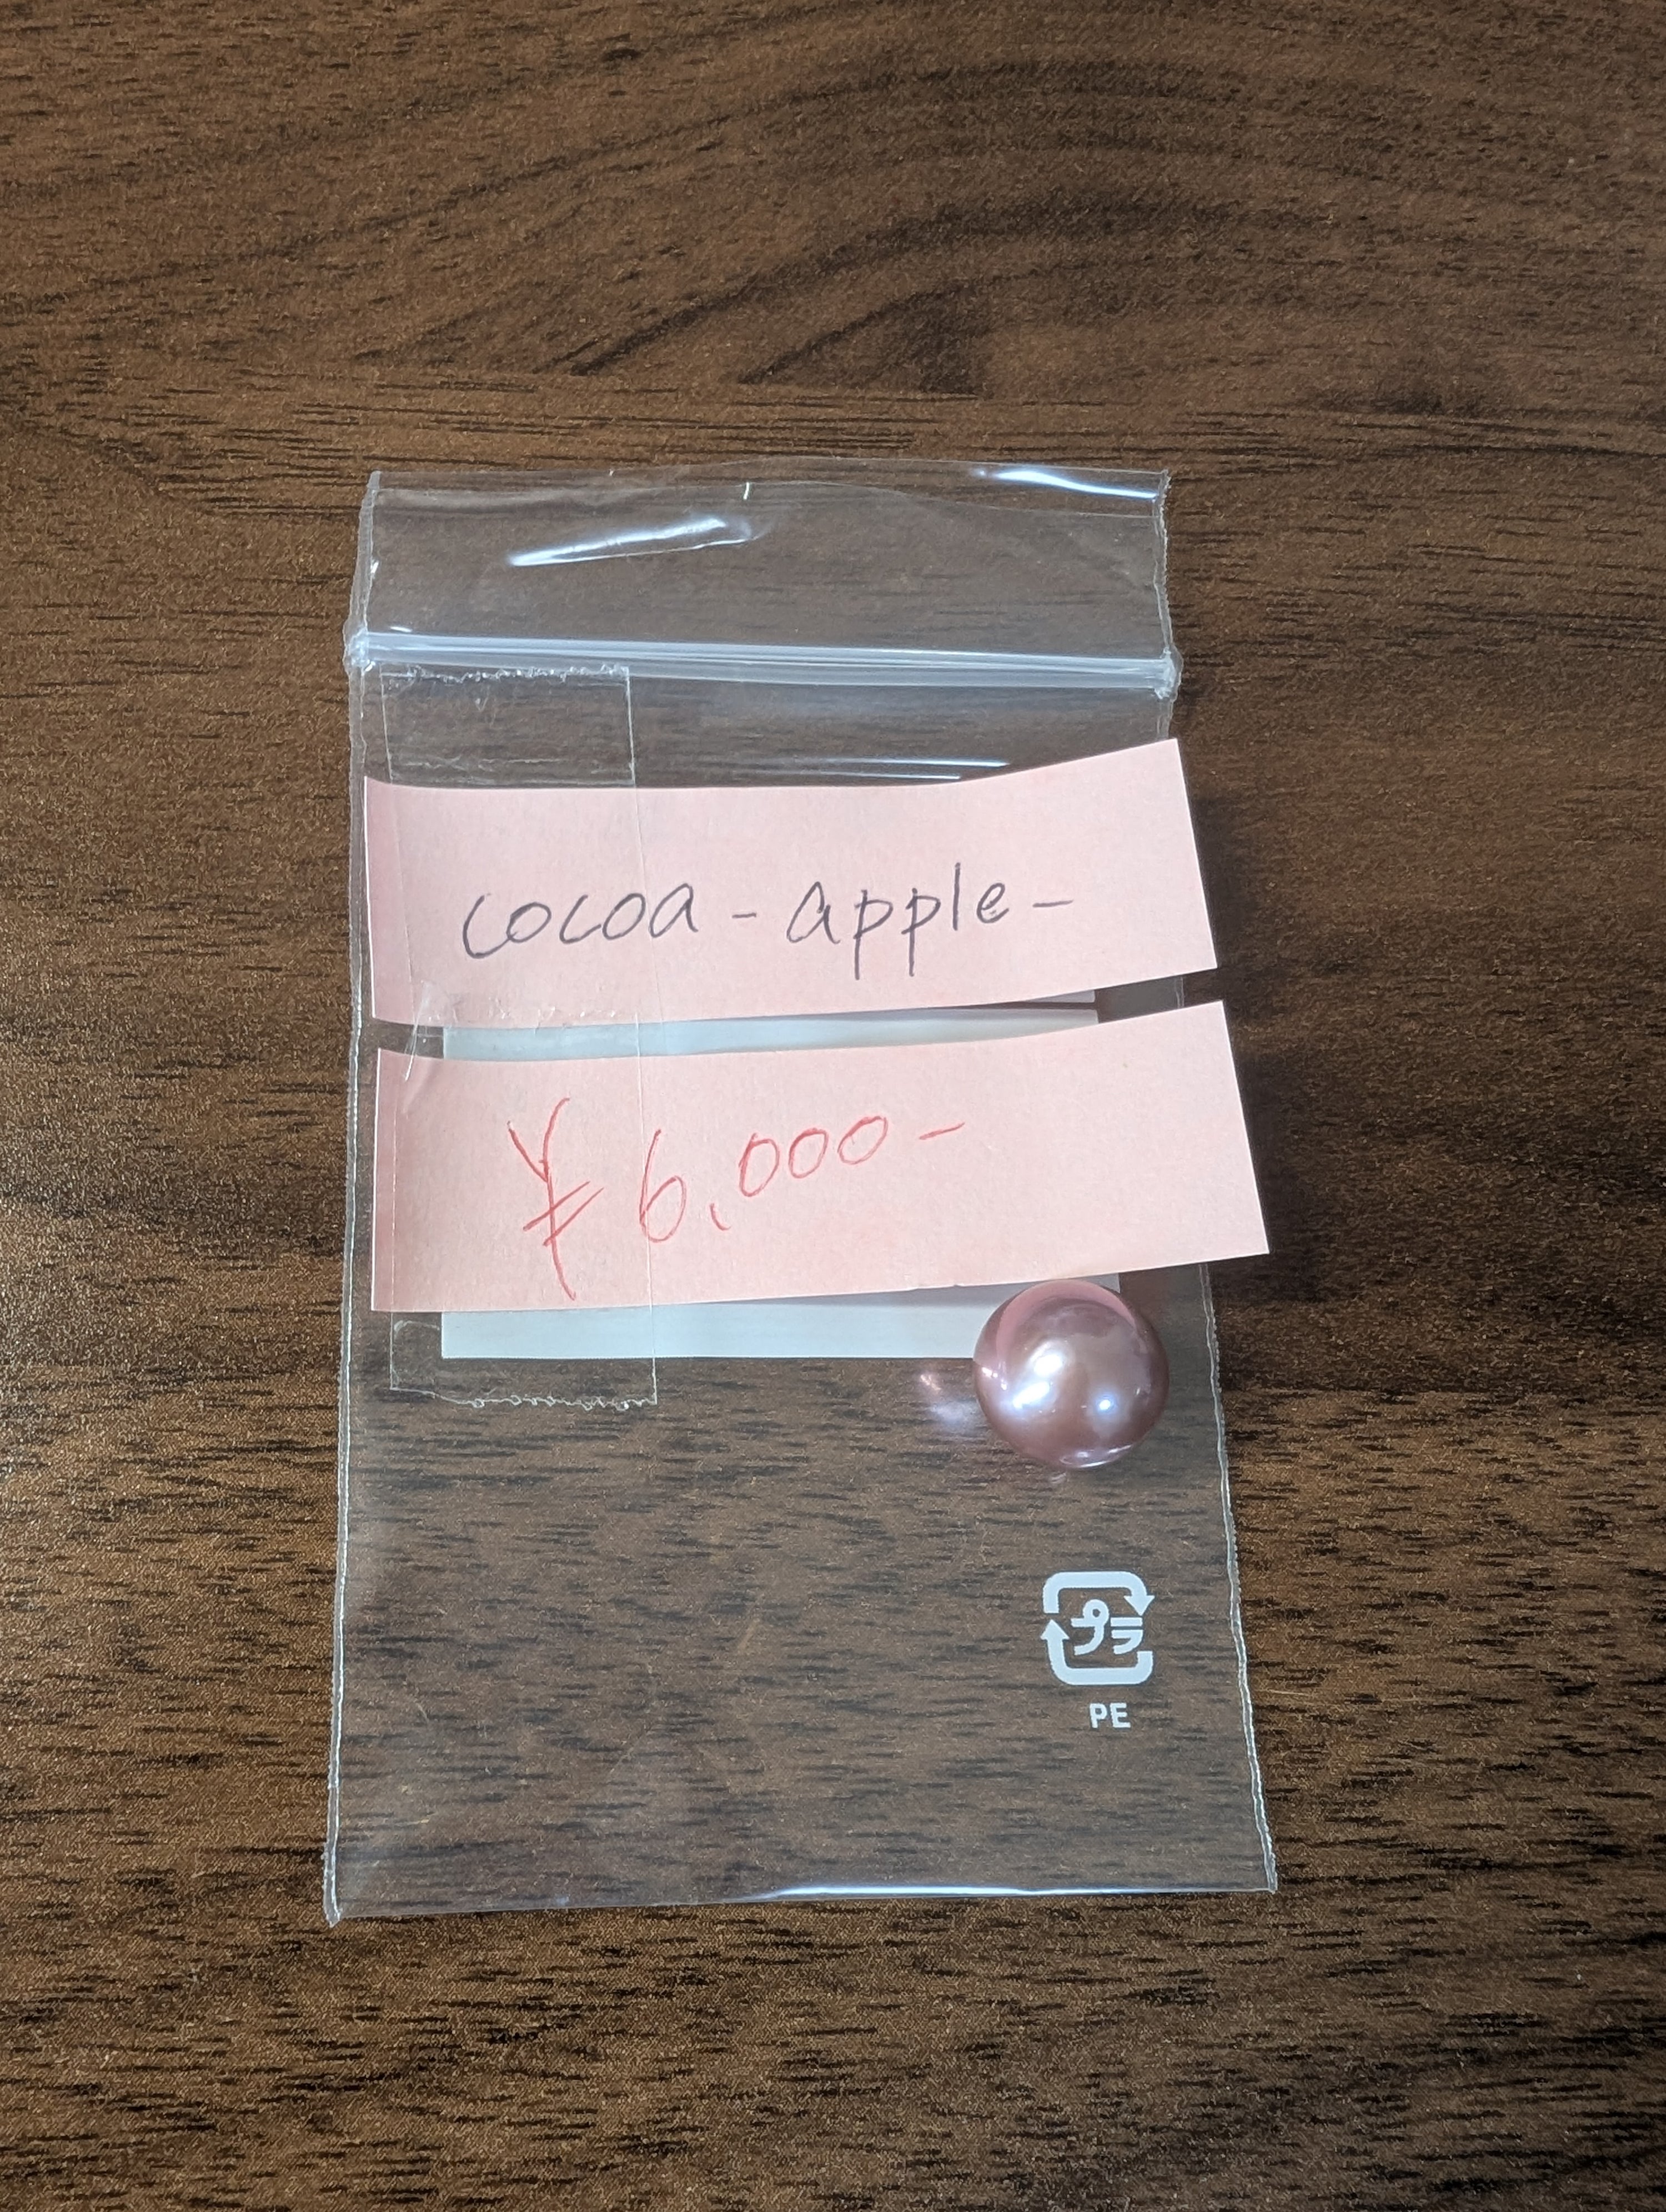 cocoa - apple -
¥6,000-
プラ
PE